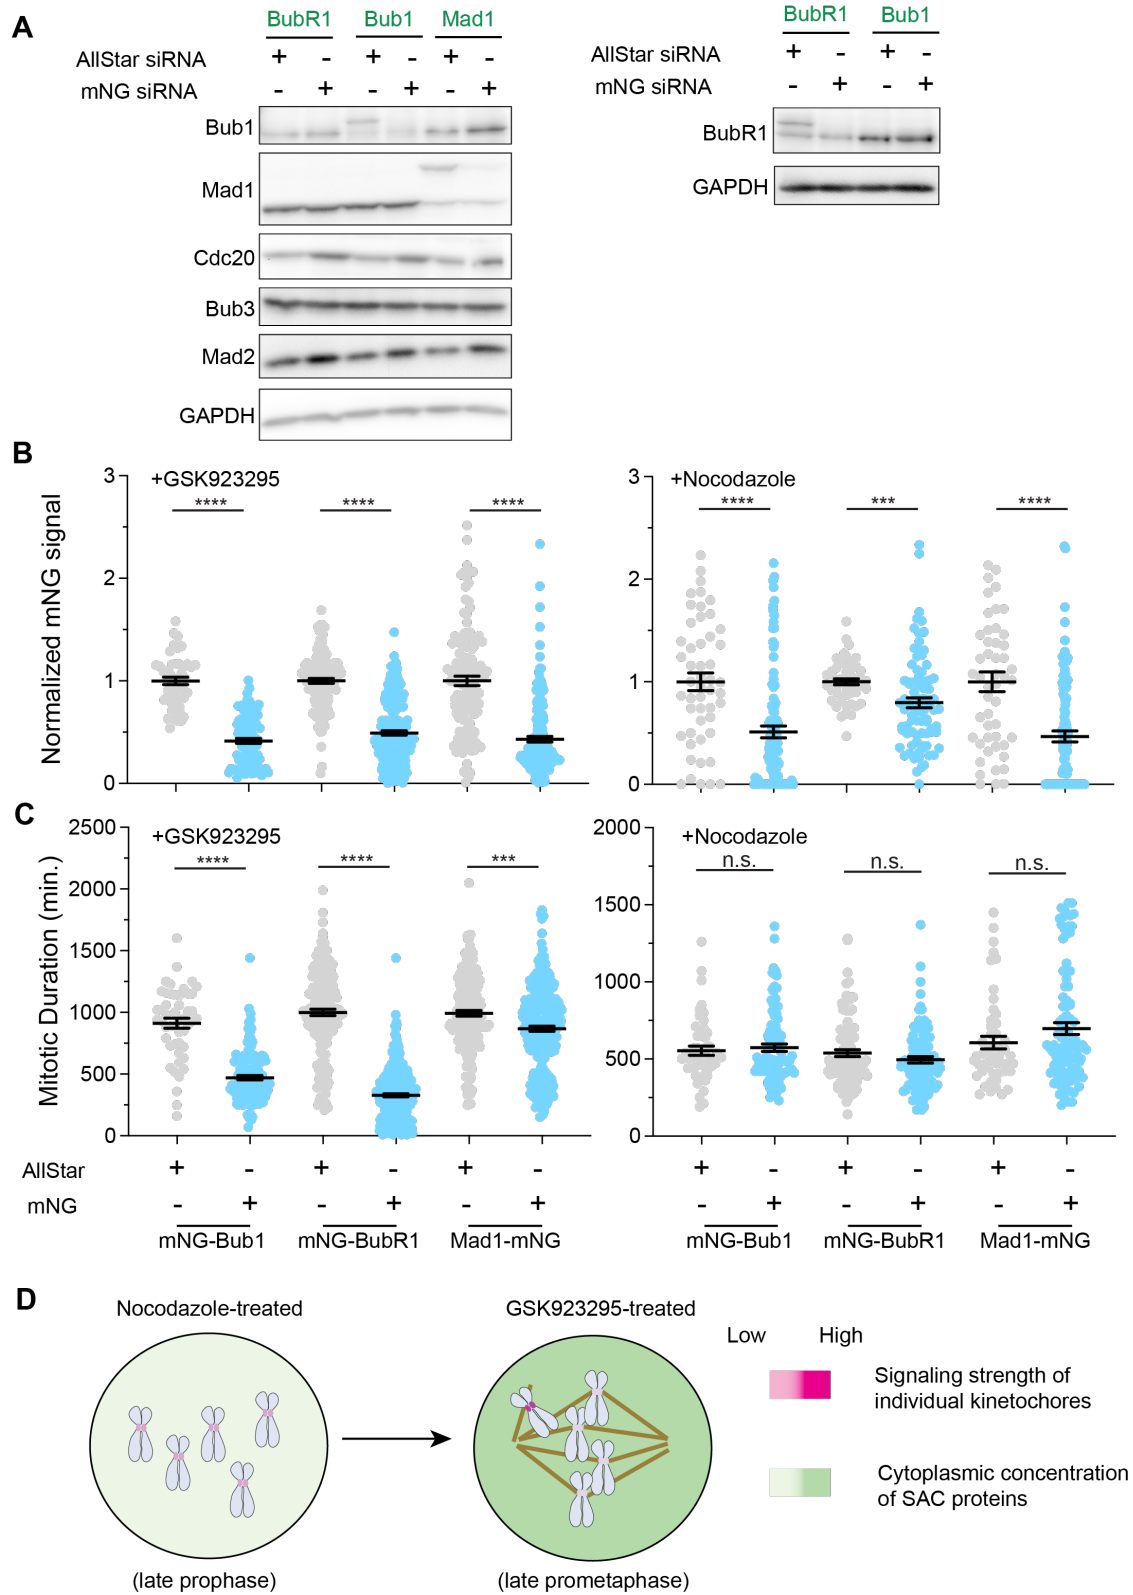 A
BubR1 Bub1 Mad1
AllStar siRNA + - + - + -
mNG siRNA - + - + - +
Bub1
Mad1
Cdc20
Bub3
Mad2
GAPDH
BubR1 Bub1
AllStar siRNA + - + -
mNG siRNA - + - +
BubR1
GAPDH
B
+GSK923295
Normalized mNG signal
3
2
1
0
**** **** ****
+Nocodazole
3
2
1
0
**** *** ****
C
+GSK923295
Mitotic Duration (min.)
2500
2000
1500
1000
500
0
**** **** ***
+Nocodazole
2000
1500
1000
500
0
n.s. n.s. n.s.
AllStar + - + - + - + - + - + -
mNG - + - + - + - + - + - +
mNG-Bub1 mNG-BubR1 Mad1-mNG mNG-Bub1 mNG-BubR1 Mad1-mNG
D
Nocodazole-treated
(late prophase)
GSK923295-treated
(late prometaphase)
Low High
Signaling strength of
individual kinetochores
Cytoplasmic concentration
of SAC proteins